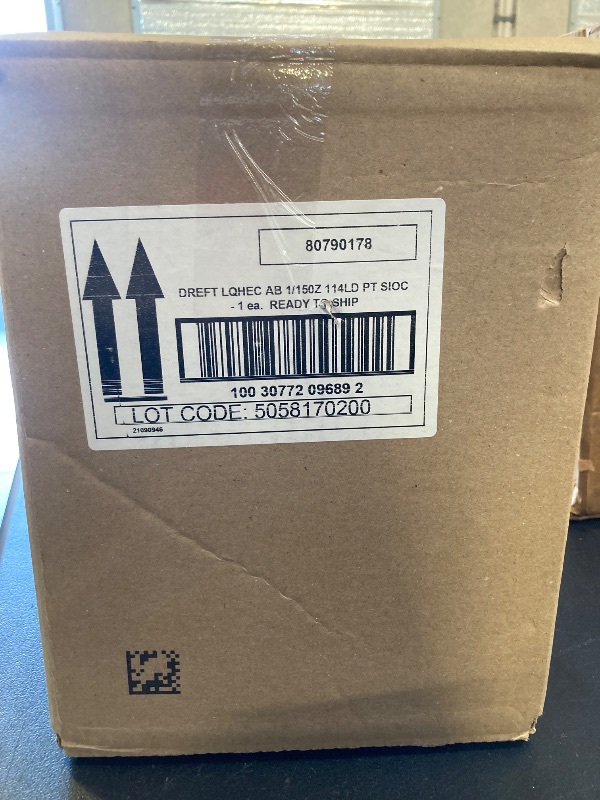 80790178
DREFT LQHEC AB 1/150Z 114LD PT SIOC
- 1 ea. READY TO SHIP
100 30772 09689 2
LOT CODE: 5058170200
21090946